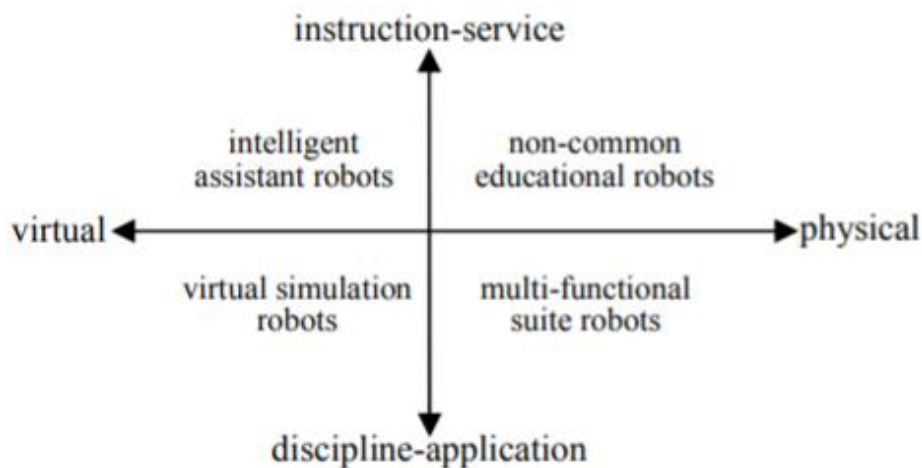 instruction-service
intelligent
assistant robots
non-common
educational robots
virtual
physical
virtual simulation
robots
multi-functional
suite robots
discipline-application